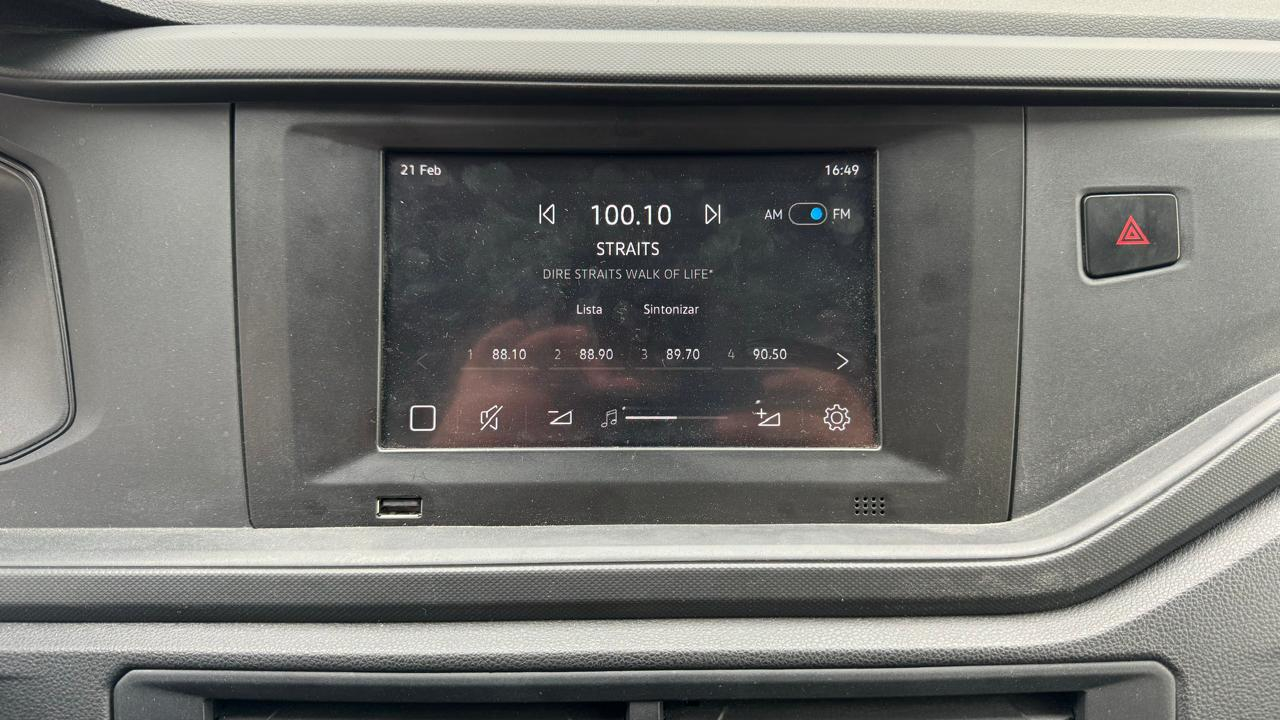 21 Feb 16:49
100.10 AM FM
STRAITS
DIRE STRAITS WALK OF LIFE*
Lista Sintonizar
1 88.10 2 88.90 3 89.70 4 90.50